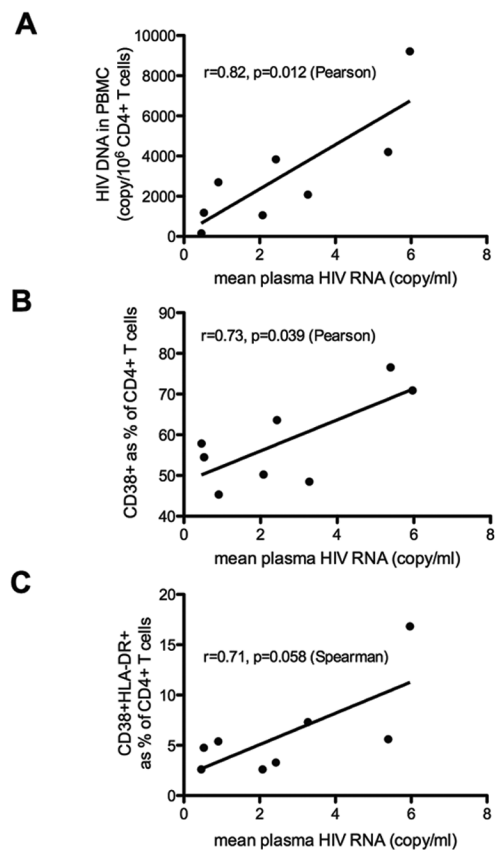 A
HIV DNA in PBMC
(copy/10⁶ CD4+ T cells)
10000
8000
6000
4000
2000
0
r=0.82, p=0.012 (Pearson)
0 2 4 6 8
mean plasma HIV RNA (copy/ml)
B
CD38+ as % of CD4+ T cells
90
80
70
60
50
40
r=0.73, p=0.039 (Pearson)
0 2 4 6 8
mean plasma HIV RNA (copy/ml)
C
CD38+HLA-DR+
as % of CD4+ T cells
20
15
10
5
0
r=0.71, p=0.058 (Spearman)
0 2 4 6 8
mean plasma HIV RNA (copy/ml)